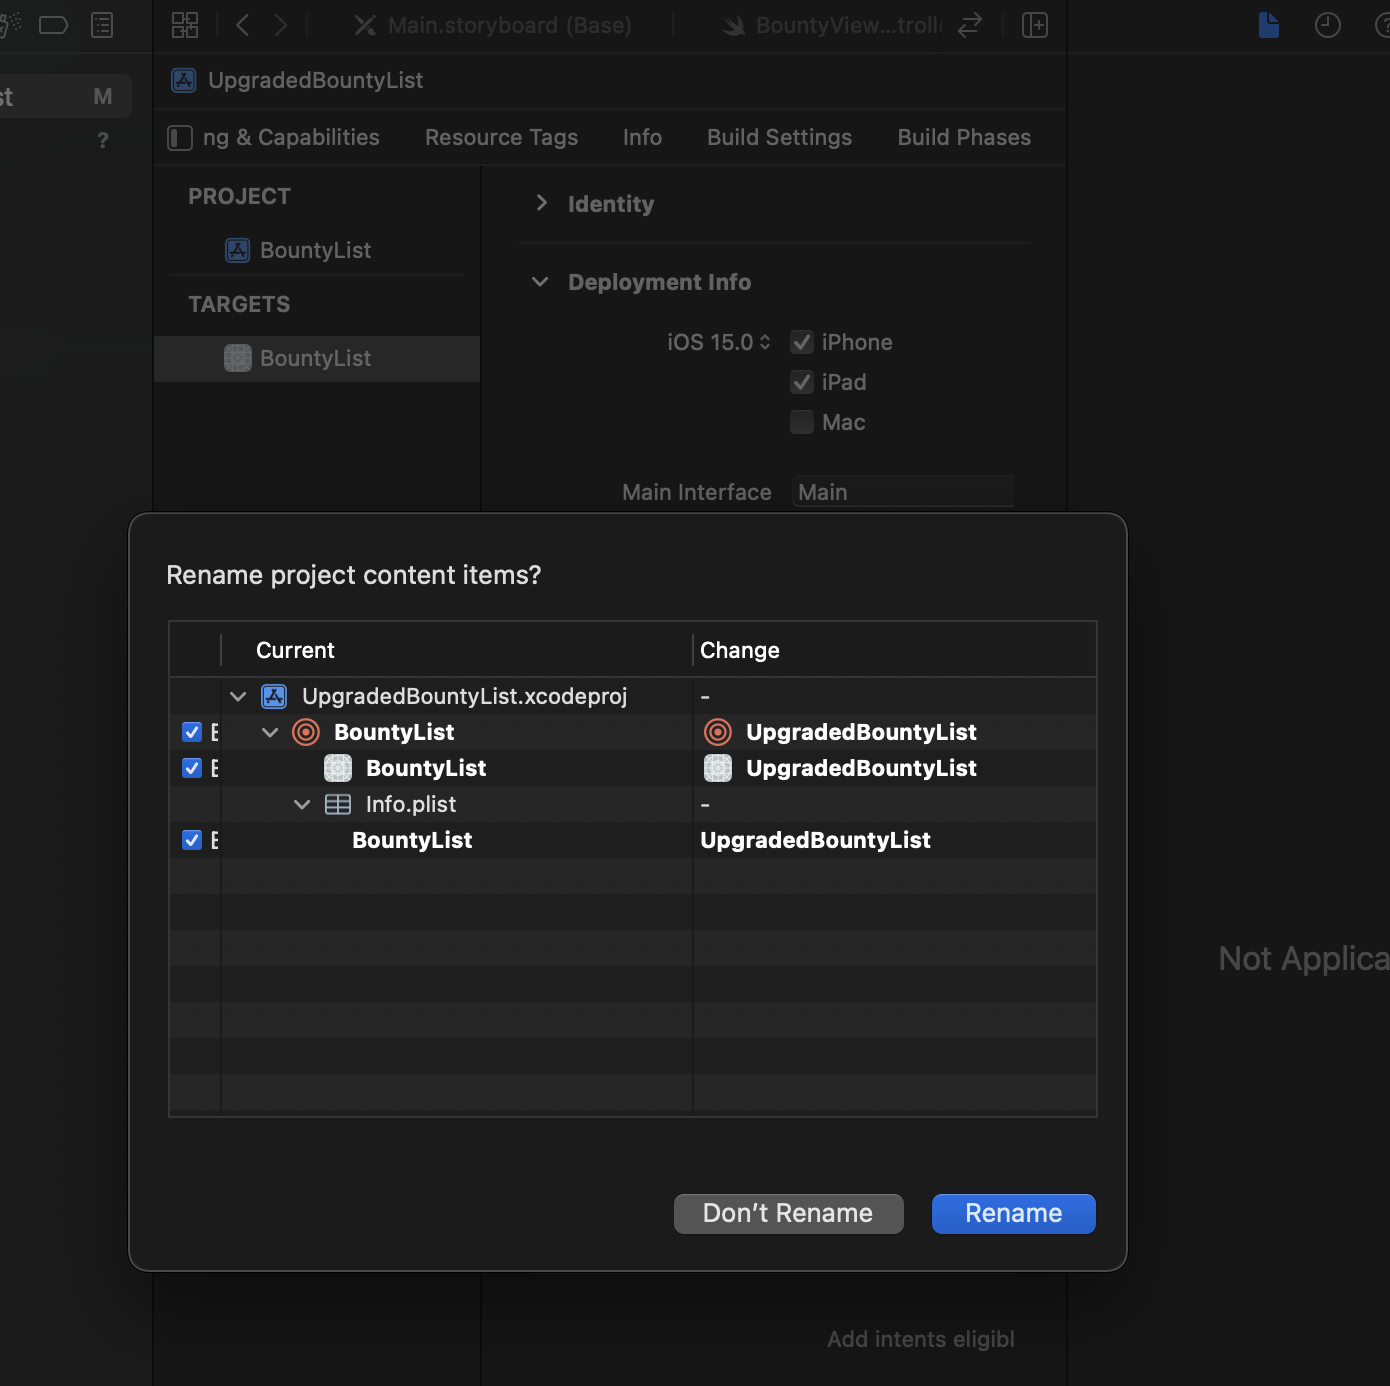 Main.storyboard (Base)
BountyView...troll
st M
?
UpgradedBountyList
ng & Capabilities Resource Tags Info Build Settings Build Phases
PROJECT
BountyList
TARGETS
BountyList
Identity
Deployment Info
iOS 15.0 iPhone
iPad
Mac
Main Interface Main
Rename project content items?
Current Change
UpgradedBountyList.xcodeproj -
BountyList UpgradedBountyList
BountyList UpgradedBountyList
Info.plist -
BountyList UpgradedBountyList
Not Applica
Don't Rename Rename
Add intents eligibl